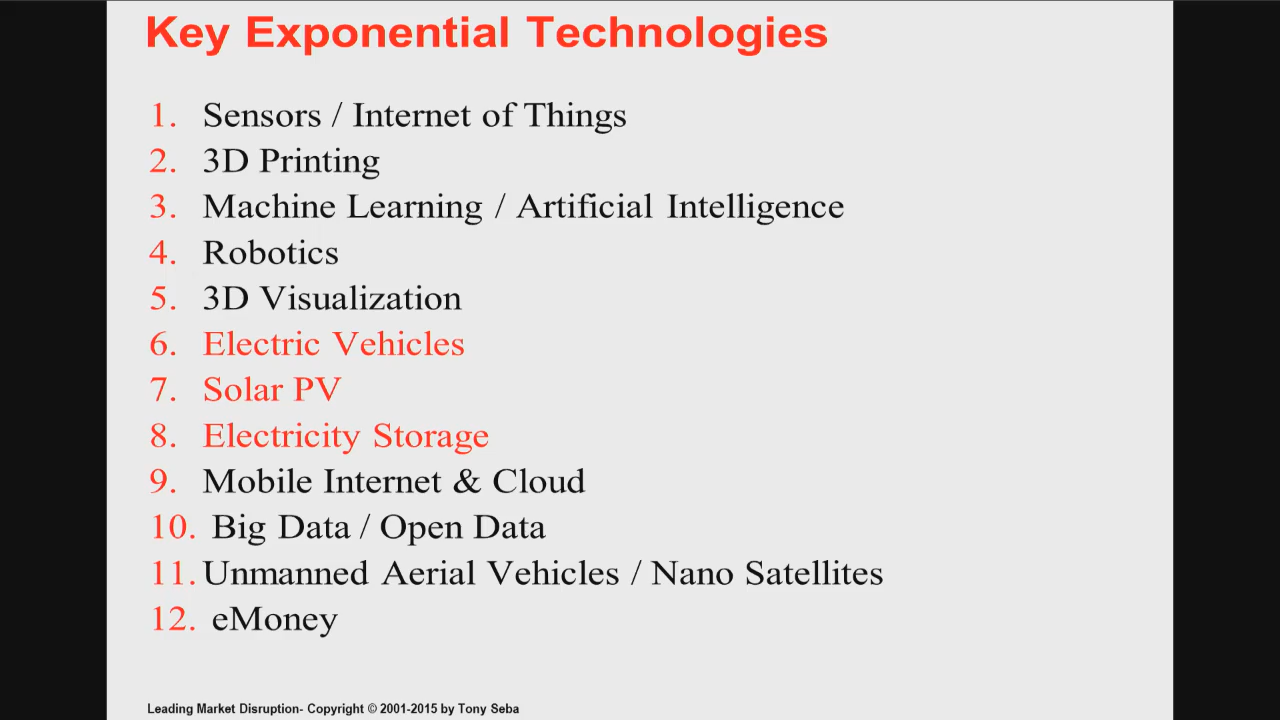 Key Exponential Technologies
1. Sensors / Internet of Things
2. 3D Printing
3. Machine Learning / Artificial Intelligence
4. Robotics
5. 3D Visualization
6. Electric Vehicles
7. Solar PV
8. Electricity Storage
9. Mobile Internet & Cloud
10. Big Data / Open Data
11. Unmanned Aerial Vehicles / Nano Satellites
12. eMoney
Leading Market Disruption- Copyright © 2001-2015 by Tony Seba